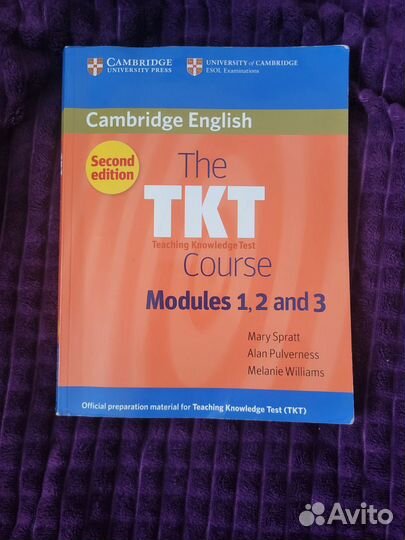 CAMBRIDGE
UNIVERSITY PRESS
UNIVERSITY of CAMBRIDGE
ESOL Examinations
Cambridge English
Second
edition
The
TKT
Teaching Knowledge Test
Course
Modules 1, 2 and 3
Mary Spratt
Alan Pulverness
Melanie Williams
Official preparation material for Teaching Knowledge Test (TKT)
Avito